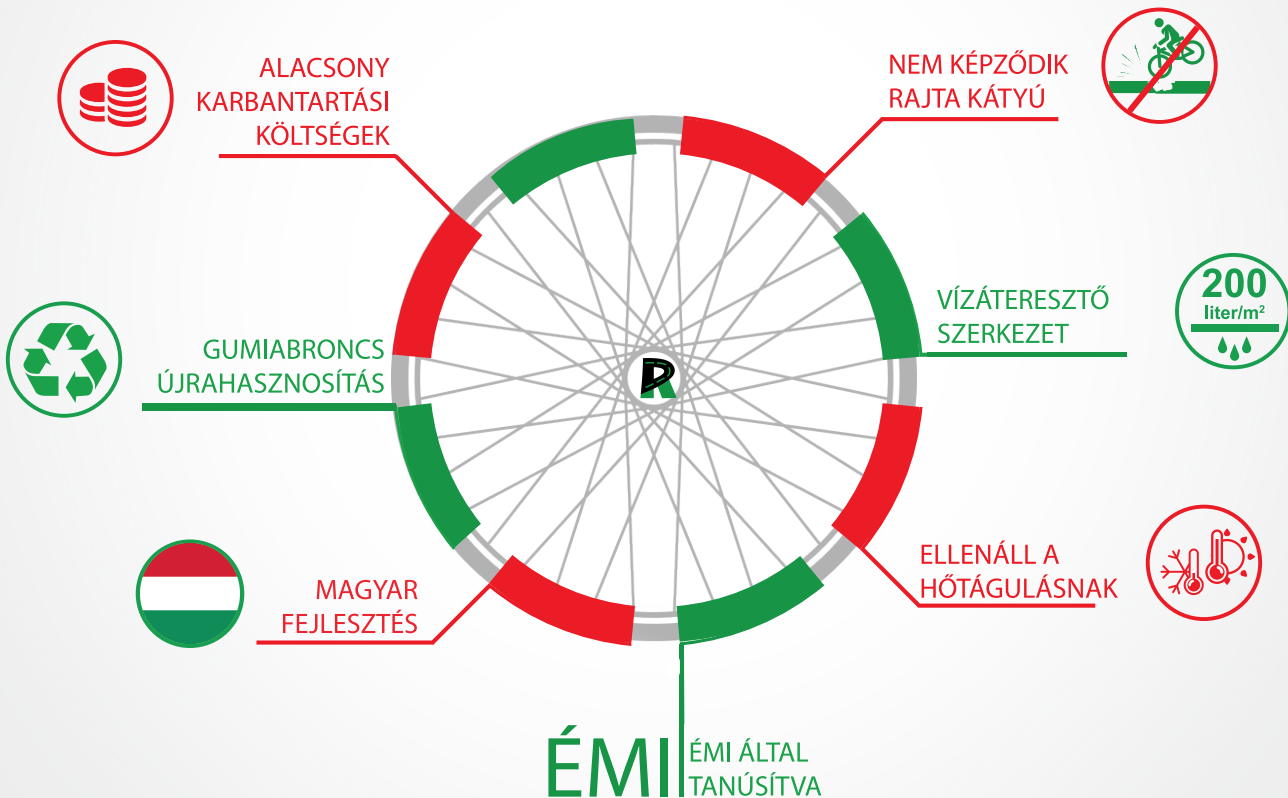 ALACSONY
KARBANTARTÁSI
KÖLTSÉGEK
NEM KÉPZŐDIK
RAJTA KÁTYÚ
GUMIABRONCS
ÚJRAHASZNOSÍTÁS
VÍZÁTERESZTŐ
SZERKEZET
200
liter/m²
MAGYAR
FEJLESZTÉS
ELLENÁLL A
HŐTÁGULÁSNAK
R
ÉMI
ÉMI ÁLTAL
TANÚSÍTVA